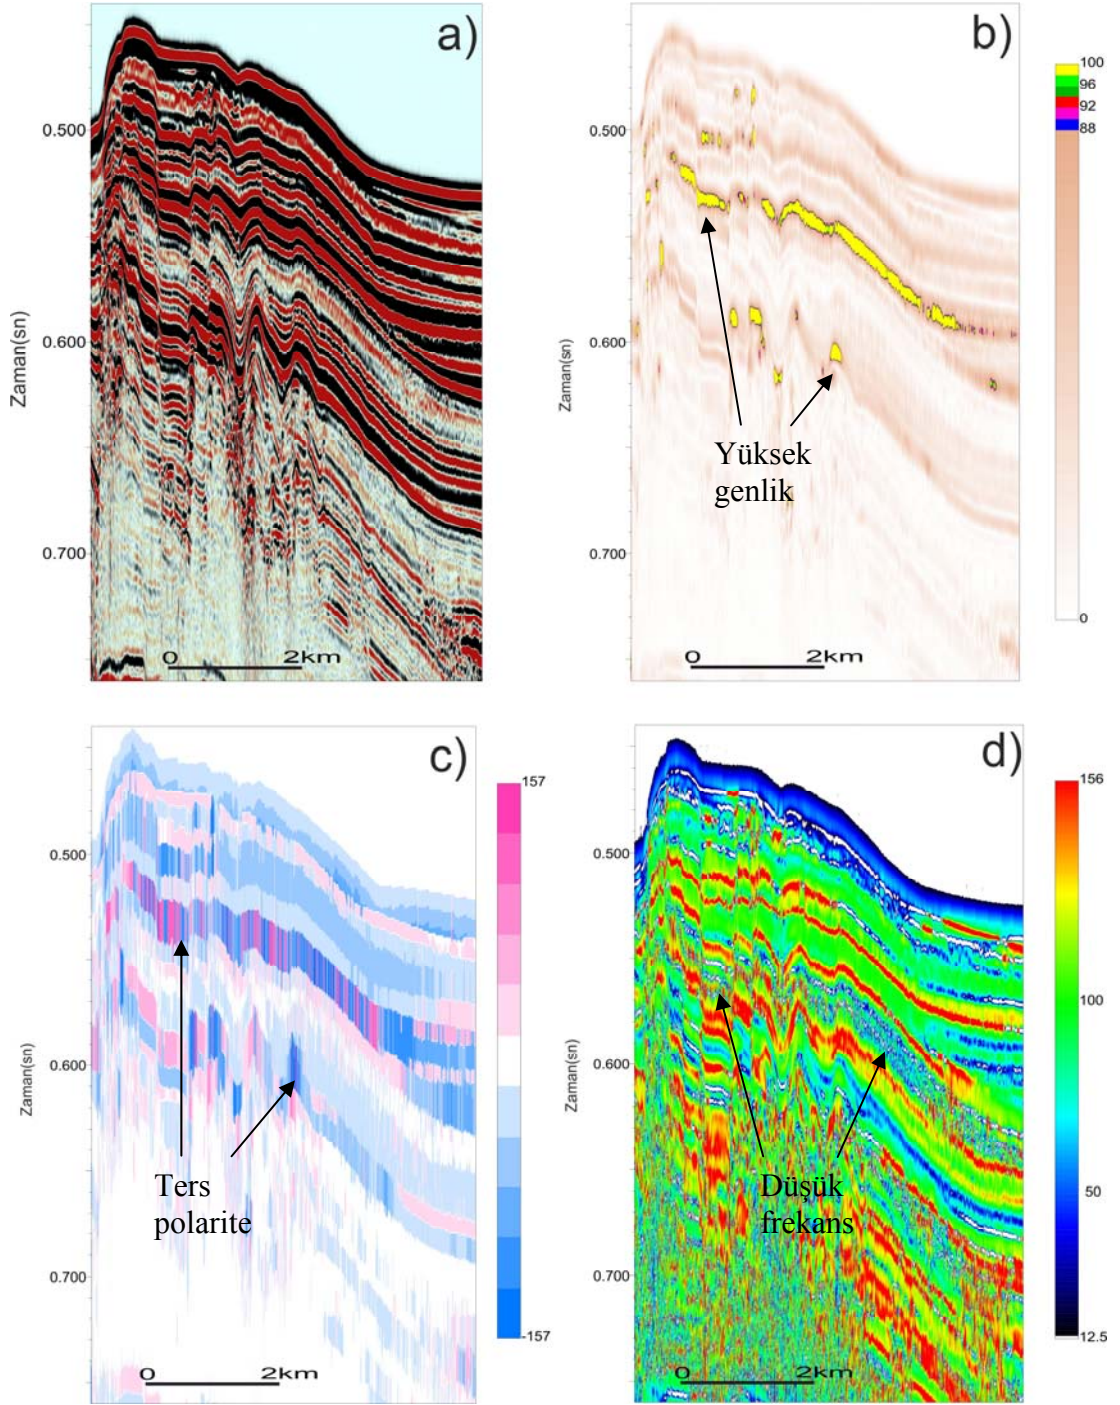 a)
0.500
0.600
0.700
Zaman(sn)
0
2km
b)
0.500
0.600
0.700
Zaman(sn)
Yüksek
genlik
0
2km
100
96
92
88
0
c)
0.500
0.600
0.700
Zaman(sn)
Ters
polarite
0
2km
157
-157
d)
0.500
0.600
0.700
Zaman(sn)
Düşük
frekans
0
2km
156
100
50
12.5